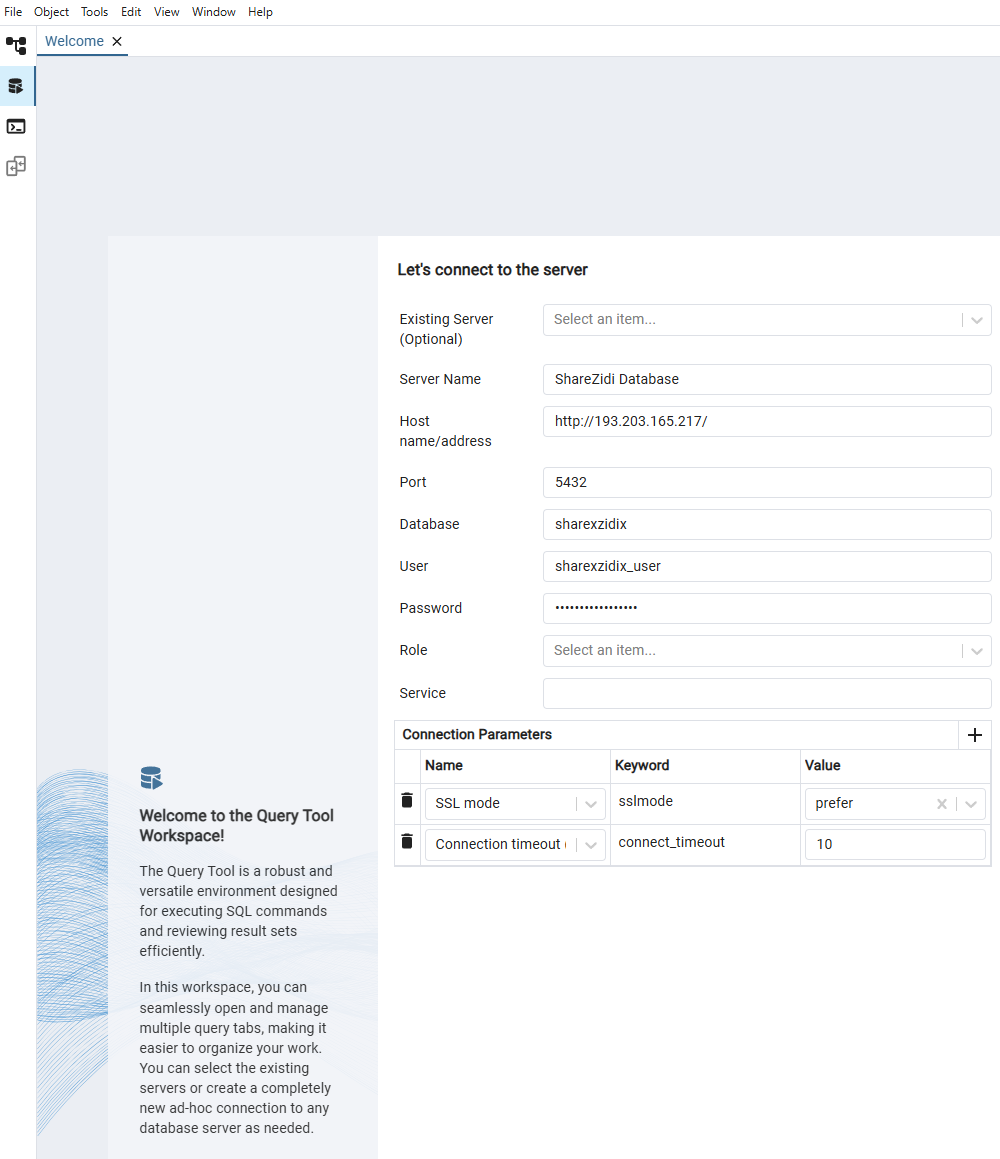 File Object Tools Edit View Window Help
Welcome
Let's connect to the server
Existing Server
(Optional)
Select an item...
Server Name
ShareZidi Database
Host
name/address
http://193.203.165.217/
Port
5432
Database
sharexzidix
User
sharexzidix_user
Password
•••••••••••••••••
Role
Select an item...
Service
Connection Parameters
Name Keyword Value
SSL mode sslmode prefer
Connection timeout connect_timeout 10
Welcome to the Query Tool
Workspace!
The Query Tool is a robust and
versatile environment designed
for executing SQL commands
and reviewing result sets
efficiently.
In this workspace, you can
seamlessly open and manage
multiple query tabs, making it
easier to organize your work.
You can select the existing
servers or create a completely
new ad-hoc connection to any
database server as needed.